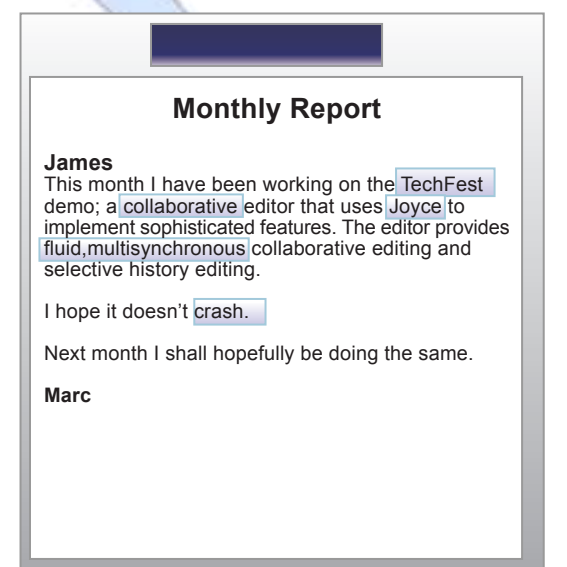 Monthly Report
James
This month I have been working on the TechFest
demo; a collaborative editor that uses Joyce to
implement sophisticated features. The editor provides
fluid,multisynchronous collaborative editing and
selective history editing.
I hope it doesn’t crash.
Next month I shall hopefully be doing the same.
Marc